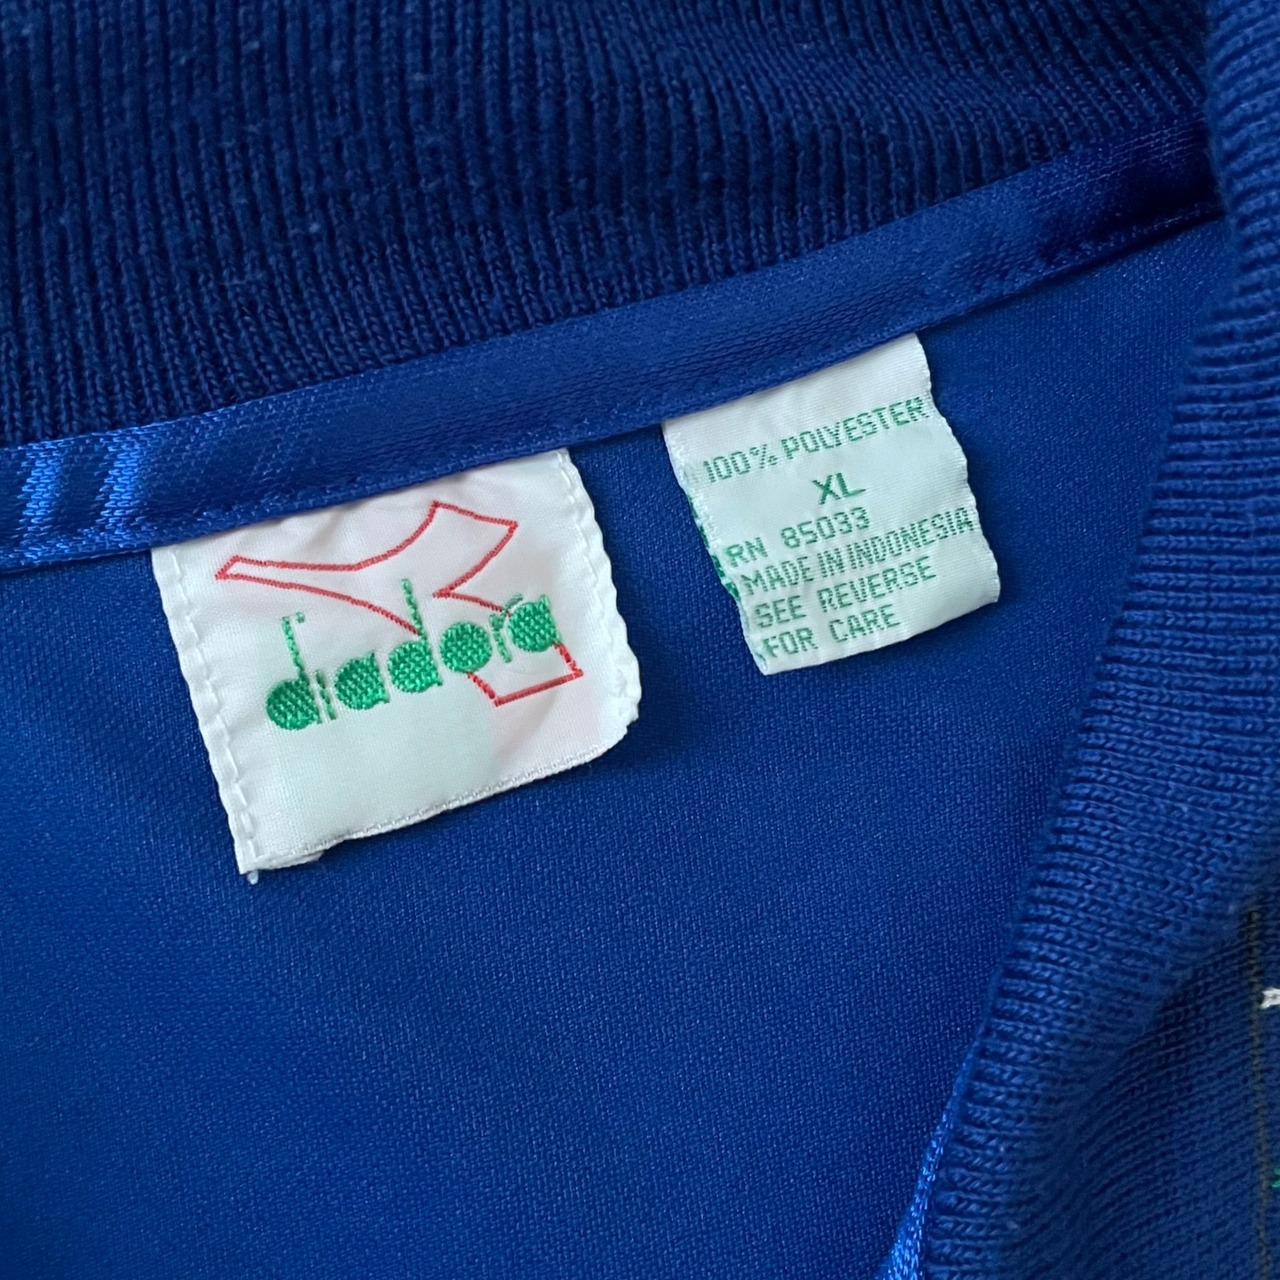 diadora
100% POLYESTER
XL
RN 85033
MADE IN INDONESIA
SEE REVERSE
FOR CARE